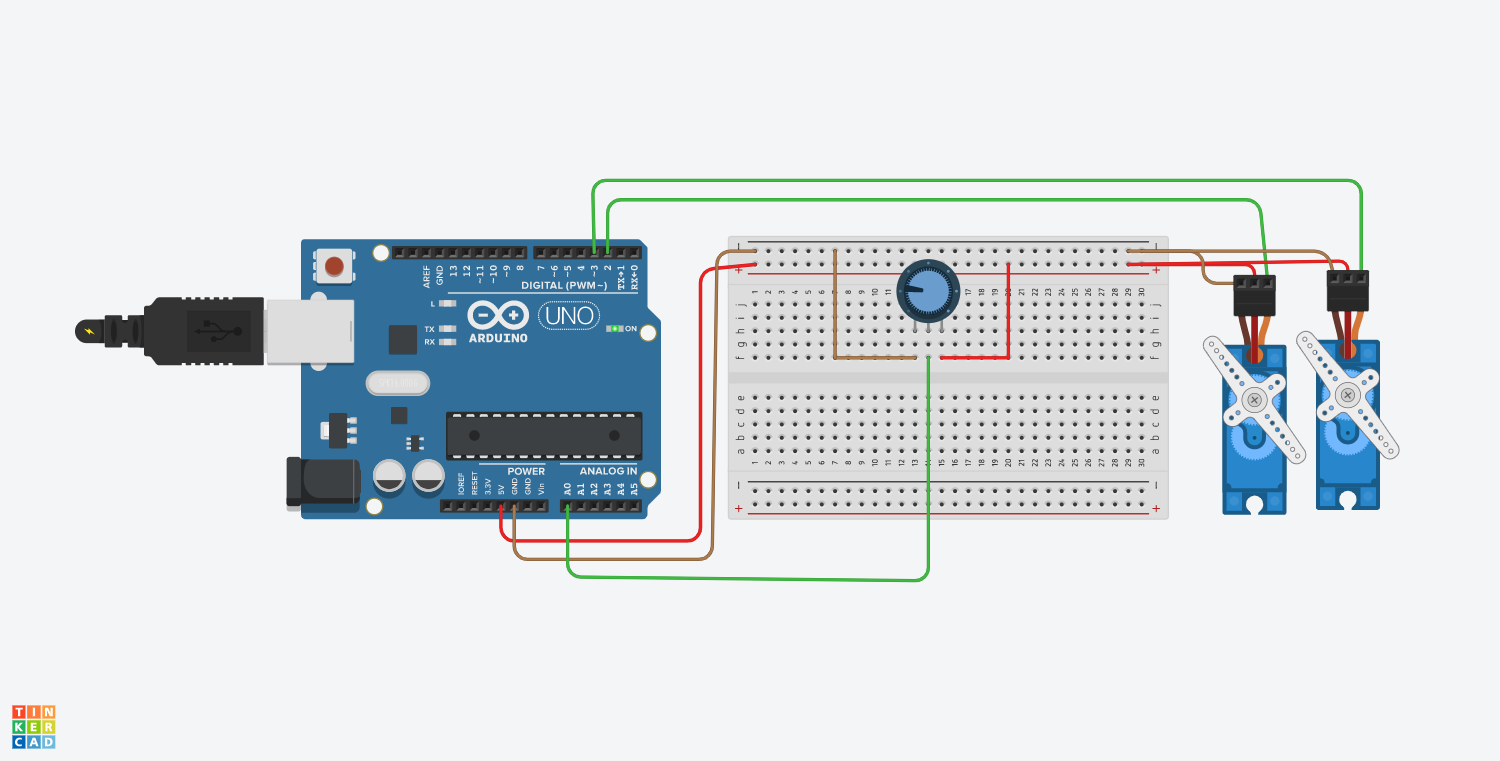 AREF
GND
13
12
~11
~10
~9
8
7
~6
~5
4
~3
2
TX→1
RX←0
DIGITAL (PWM~)
L
TX
RX
UNO
ARDUINO
ON
POWER
ANALOG IN
IOREF
RESET
3.3V
5V
GND
GND
Vin
A0
A1
A2
A3
A4
A5
− −
+ +
1 2 3 4 5 6 7 8 9 10 11 12 13 14 15 16 17 18 19 20 21 22 23 24 25 26 27 28 29 30
j j
i i
h h
g g
f f
e e
d d
c c
b b
a a
1 2 3 4 5 6 7 8 9 10 11 12 13 14 15 16 17 18 19 20 21 22 23 24 25 26 27 28 29 30
− −
+ +
TIN
KER
CAD